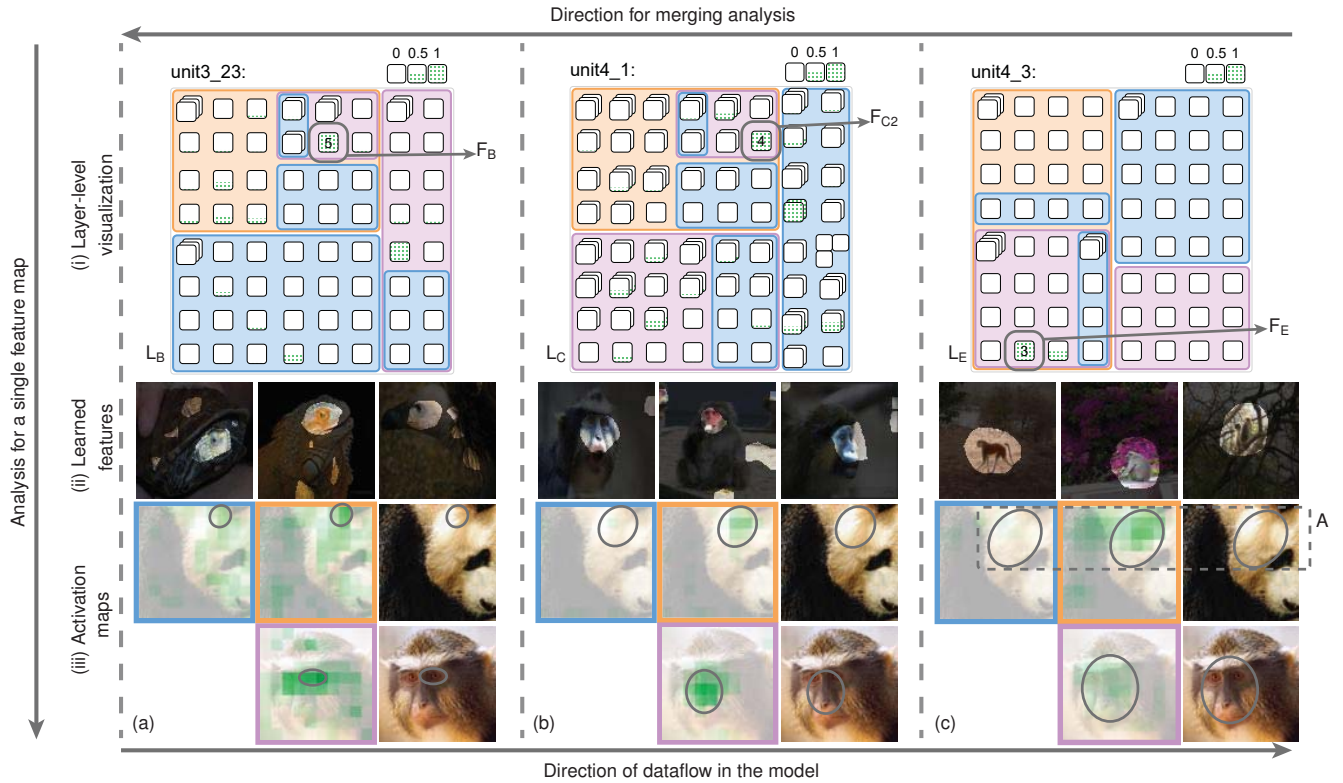 Direction for merging analysis
Analysis for a single feature map
(i) Layer-level
visualization
unit3_23:
0 0.5 1
5
F_B
L_B
unit4_1:
0 0.5 1
4
F_C2
L_C
unit4_3:
0 0.5 1
3
F_E
L_E
(ii) Learned
features
(iii) Activation
maps
A
(a)
(b)
(c)
Direction of dataflow in the model